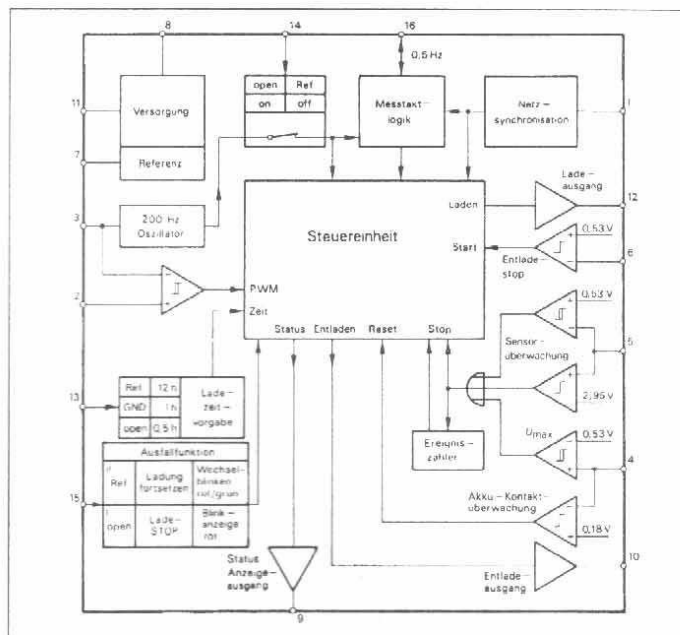 8
14
16
0,5 Hz
open Ref
on off
11
Versorgung
Messtakt-
logik
Netz-
synchronisation
1
7
Referenz
Lade-
ausgang
12
3
200 Hz
Oszillator
Steuereinheit
Laden
Start
0,53 V
Entlade-
stop
6
2
PWM
Zeit
Status Entladen Reset Stop
0,53 V
Sensor-
überwachung
5
2,95 V
13
Ref 12 h
GND 1 h
open 0,5 h
Lade-
zeit-
vorgabe
Ereignis-
zähler
Umax
0,53 V
4
Ausfallfunktion
15
Ref
Ladung
fortsetzen
Wechsel-
blinken
rot/grün
open
Lade-
STOP
Blink-
anzeige
rot
Akku-Kontakt-
überwachung
0,18 V
Status
Anzeige-
ausgang
9
Entlade-
ausgang
10